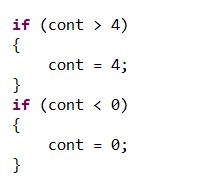 if (cont > 4)
{
    cont = 4;
}
if (cont < 0)
{
    cont = 0;
}